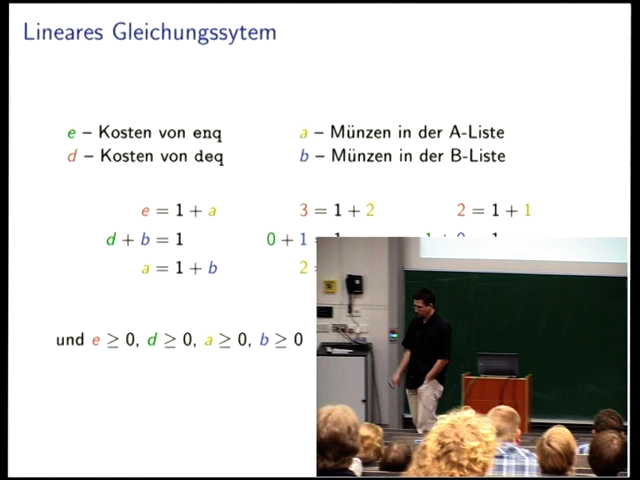 Lineares Gleichungssytem
e – Kosten von enq
a – Münzen in der A-Liste
d – Kosten von deq
b – Münzen in der B-Liste
e = 1 + a
3 = 1 + 2
2 = 1 + 1
d + b = 1
0 + 1
a = 1 + b
2
und e ≥ 0, d ≥ 0, a ≥ 0, b ≥ 0